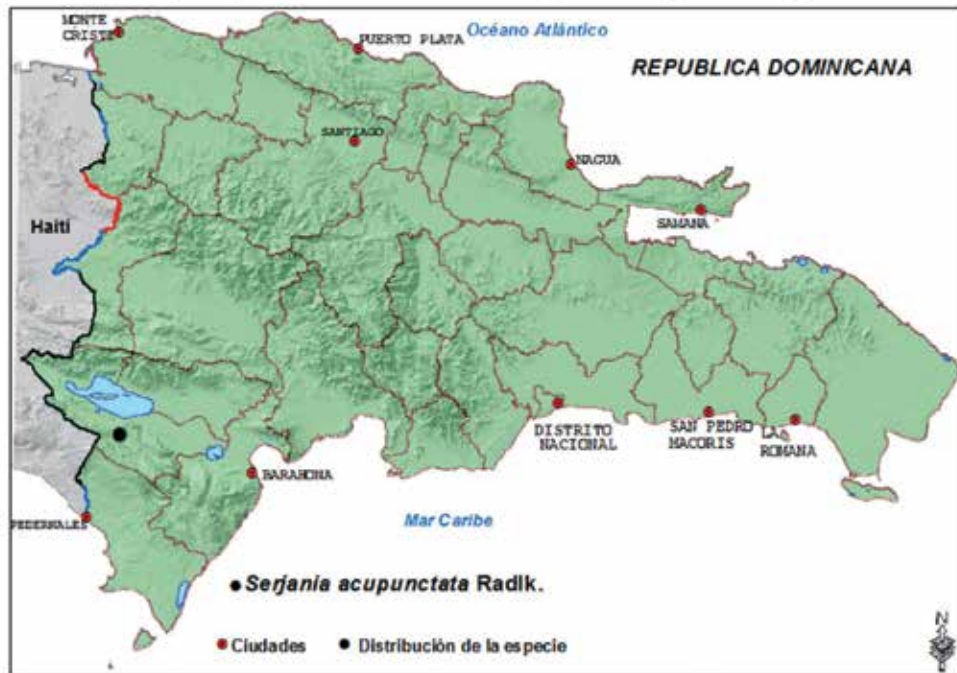 MONTE
CRISTI
PUERTO PLATA
Océano Atlántico
REPUBLICA DOMINICANA
SANTIAGO
NAGUA
SAMANA
Haití
DISTRITO
NACIONAL
SAN PEDRO
MACORIS
LA
ROMANA
BARAHONA
PEDERNALES
Mar Caribe
Serjania acupunctata Radlk.
Ciudades
Distribución de la especie
N